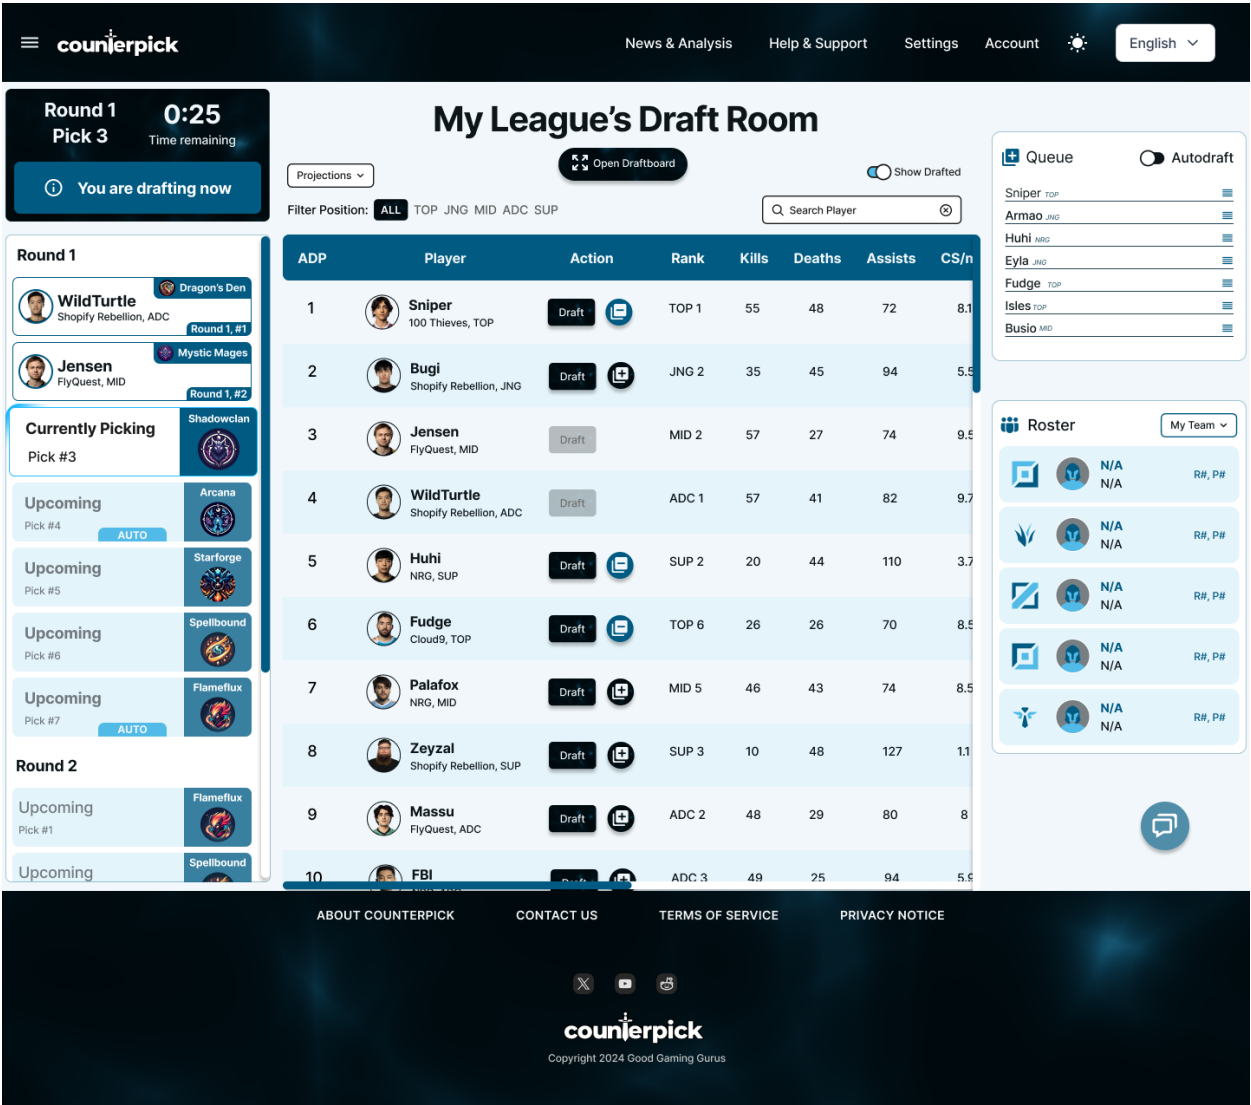 counterpick
News & Analysis
Help & Support
Settings
Account
English
Round 1
Pick 3
0:25
Time remaining
You are drafting now
My League's Draft Room
Open Draftboard
Projections
Show Drafted
Filter Position: ALL TOP JNG MID ADC SUP
Search Player
Round 1
Dragon's Den
WildTurtle
Shopify Rebellion, ADC
Round 1, #1
Mystic Mages
Jensen
FlyQuest, MID
Round 1, #2
Currently Picking
Pick #3
Shadowclan
Upcoming
Pick #4
AUTO
Arcana
Upcoming
Pick #5
Starforge
Upcoming
Pick #6
Spellbound
Upcoming
Pick #7
AUTO
Flameflux
Round 2
Upcoming
Pick #1
Flameflux
Upcoming
Spellbound
ADP Player Action Rank Kills Deaths Assists CS/m
1 Sniper Draft TOP 1 55 48 72 8.1
100 Thieves, TOP
2 Bugi Draft JNG 2 35 45 94 5.5
Shopify Rebellion, JNG
3 Jensen Draft MID 2 57 27 74 9.5
FlyQuest, MID
4 WildTurtle Draft ADC 1 57 41 82 9.7
Shopify Rebellion, ADC
5 Huhi Draft SUP 2 20 44 110 3.7
NRG, SUP
6 Fudge Draft TOP 6 26 26 70 8.5
Cloud9, TOP
7 Palafox Draft MID 5 46 43 74 8.5
NRG, MID
8 Zeyzal Draft SUP 3 10 48 127 1.1
Shopify Rebellion, SUP
9 Massu Draft ADC 2 48 29 80 8
FlyQuest, ADC
10 FBI ADC 3 49 25 94 5.9
Queue
Autodraft
Sniper TOP
Armao JNG
Huhi NRG
Eyla JNG
Fudge TOP
Isles TOP
Busio MID
Roster
My Team
N/A
N/A
R#, P#
N/A
N/A
R#, P#
N/A
N/A
R#, P#
N/A
N/A
R#, P#
N/A
N/A
R#, P#
ABOUT COUNTERPICK
CONTACT US
TERMS OF SERVICE
PRIVACY NOTICE
counterpick
Copyright 2024 Good Gaming Gurus